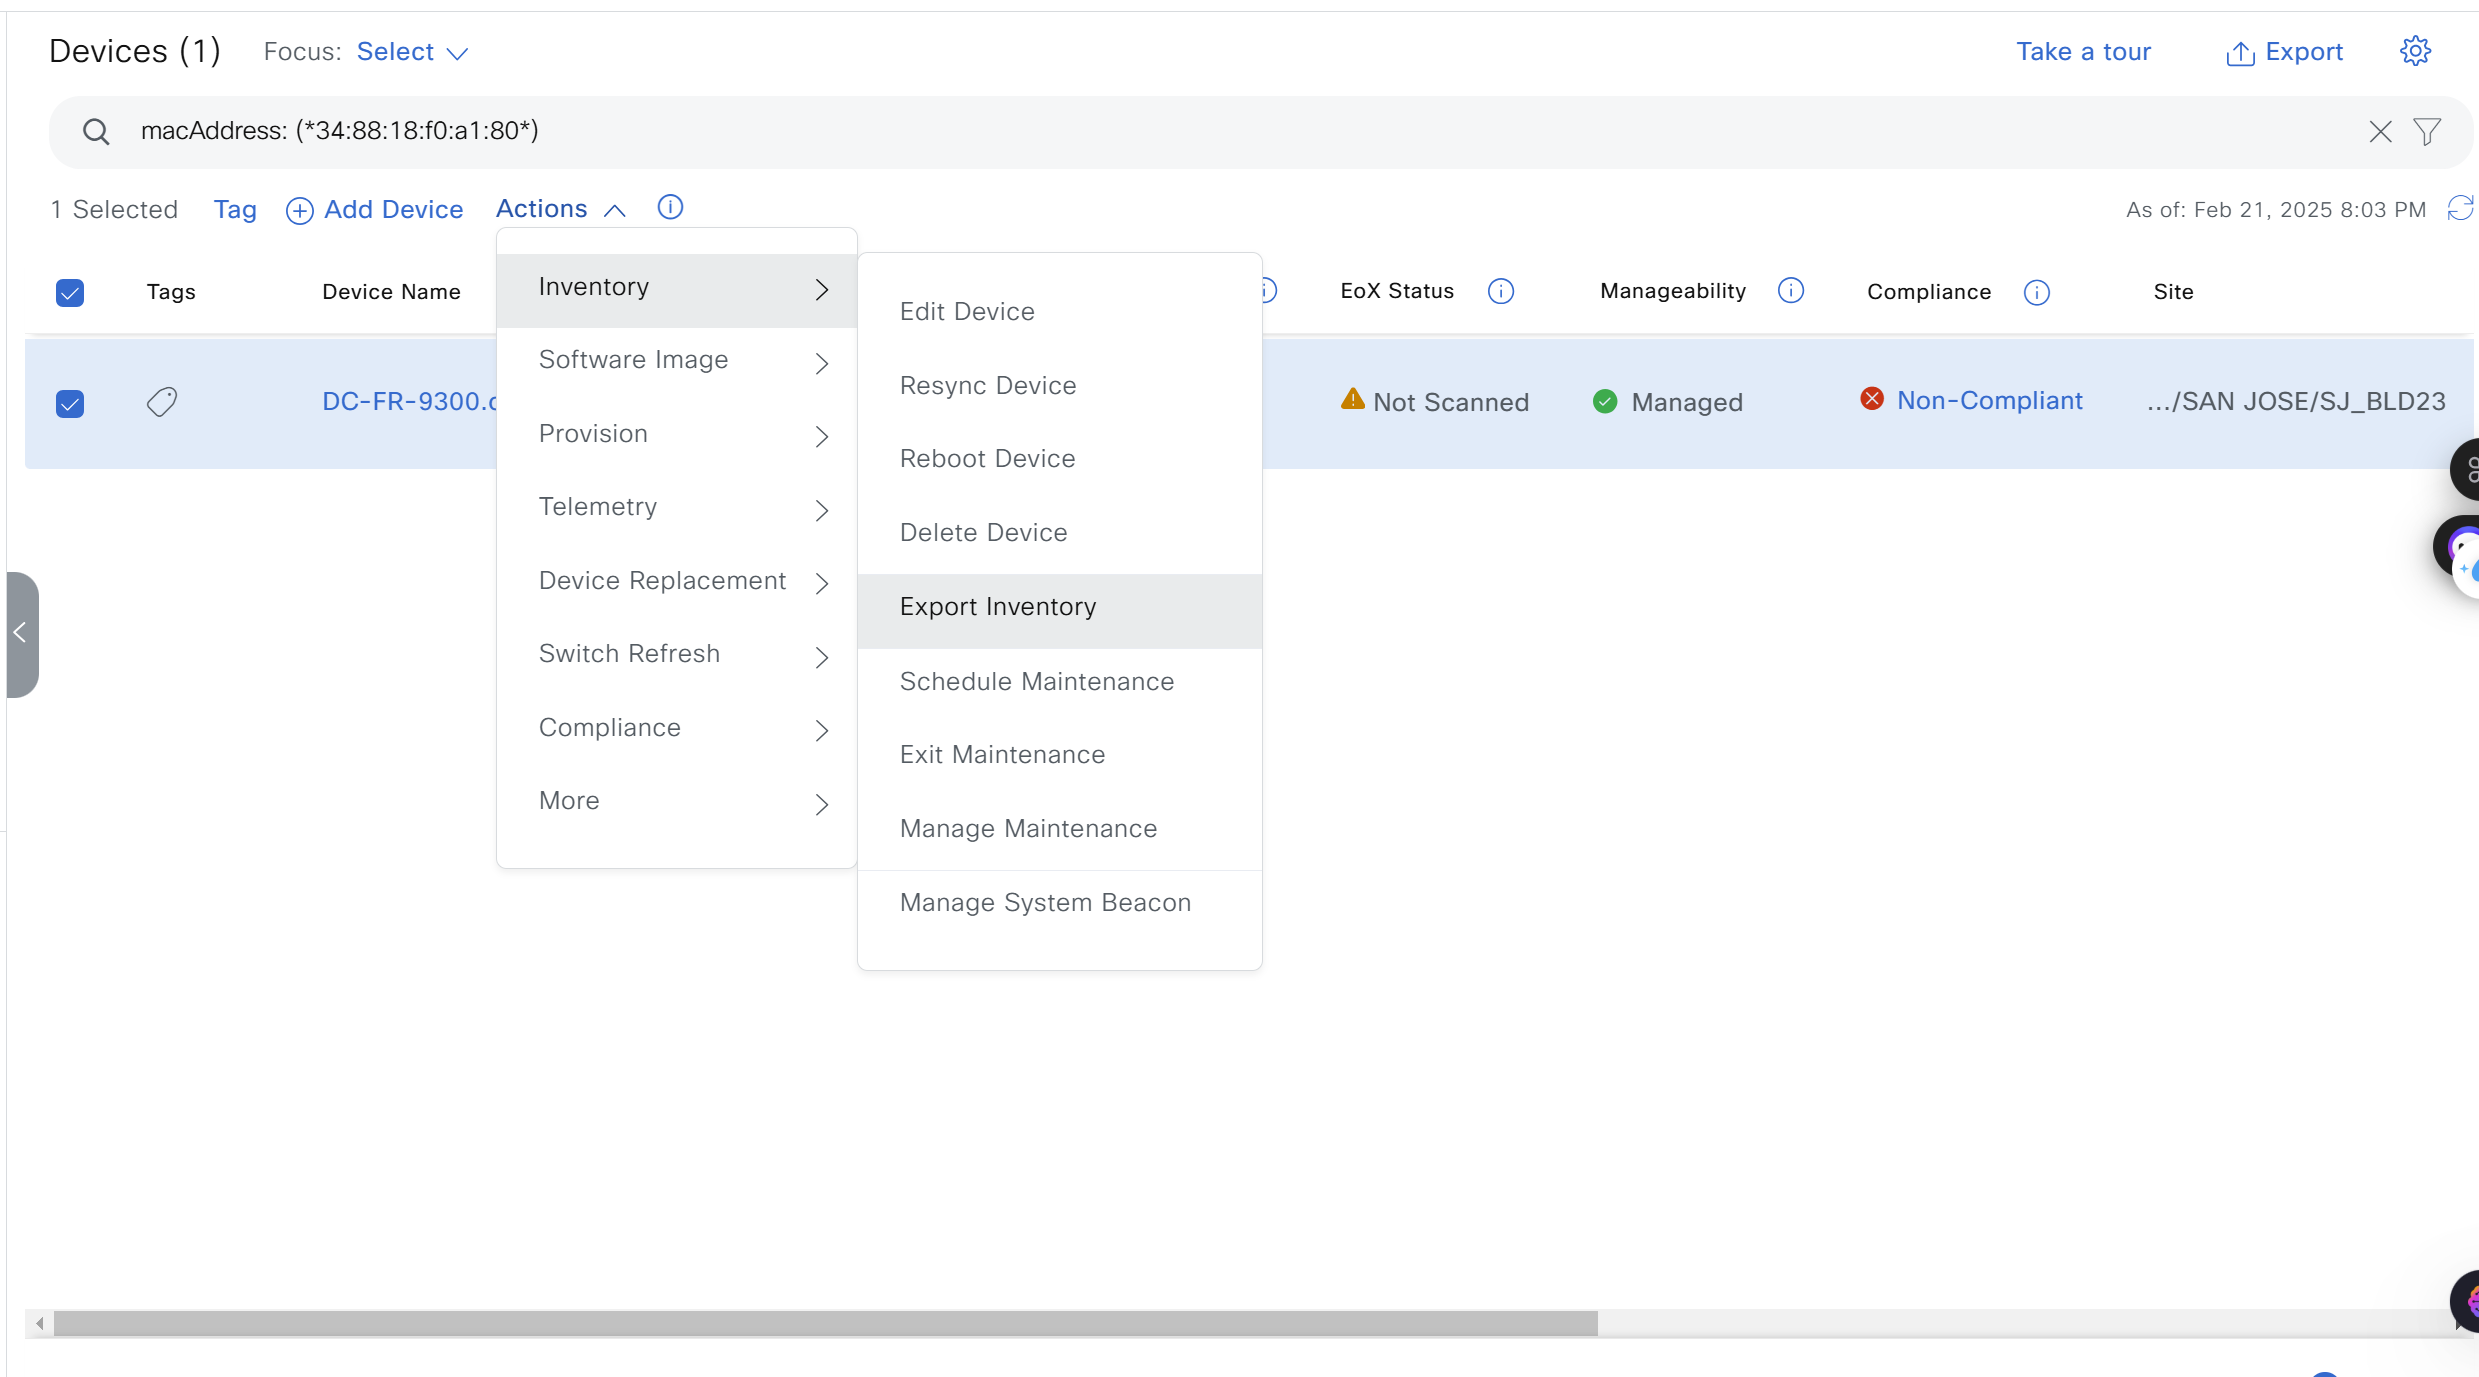 Devices (1) Focus: Select Take a tour Export
macAddress: (*34:88:18:f0:a1:80*)
1 Selected Tag Add Device Actions As of: Feb 21, 2025 8:03 PM
Tags Device Name EoX Status Manageability Compliance Site
DC-FR-9300. Not Scanned Managed Non-Compliant .../SAN JOSE/SJ_BLD23
Inventory
Software Image
Provision
Telemetry
Device Replacement
Switch Refresh
Compliance
More
Edit Device
Resync Device
Reboot Device
Delete Device
Export Inventory
Schedule Maintenance
Exit Maintenance
Manage Maintenance
Manage System Beacon